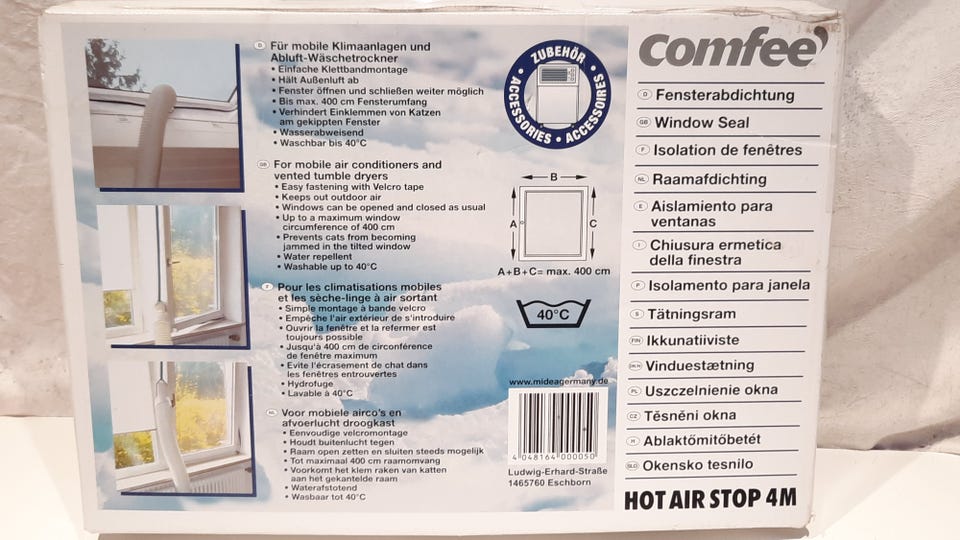 D Für mobile Klimaanlagen und
Abluft-Wäschetrockner
• Einfache Klettbandmontage
• Hält Außenluft ab
• Fenster öffnen und schließen weiter möglich
• Bis max. 400 cm Fensterumfang
• Verhindert Einklemmen von Katzen
am gekippten Fenster
• Wasserabweisend
• Waschbar bis 40°C
GB For mobile air conditioners and
vented tumble dryers
• Easy fastening with Velcro tape
• Keeps out outdoor air
• Windows can be opened and closed as usual
• Up to a maximum window
circumference of 400 cm
• Prevents cats from becoming
jammed in the tilted window
• Water repellent
• Washable up to 40°C
F Pour les climatisations mobiles
et les sèche-linge à air sortant
• Simple montage à bande velcro
• Empêche l'air extérieur de s'introduire
• Ouvrir la fenêtre et la refermer est
toujours possible
• Jusqu'à 400 cm de circonférence
de fenêtre maximum
• Evite l'écrasement de chat dans
les fenêtres entrouvertes
• Hydrofuge
• Lavable à 40°C
NL Voor mobiele airco's en
afvoerlucht droogkast
• Eenvoudige velcromontage
• Houdt buitenlucht tegen
• Raam open zetten en sluiten steeds mogelijk
• Tot maximaal 400 cm raamomvang
• Voorkomt het klem raken van katten
aan het gekantelde raam
• Waterafstotend
• Wasbaar tot 40°C
ZUBEHÖR
• ACCESSORIES • ACCESSOIRES •
B
A C
A+B+C= max. 400 cm
40°C
www.mideagermany.de
4 048164 000050
Ludwig-Erhard-Straße
1465760 Eschborn
comfee'
D Fensterabdichtung
GB Window Seal
F Isolation de fenêtres
NL Raamafdichting
E Aislamiento para
ventanas
I Chiusura ermetica
della finestra
P Isolamento para janela
S Tätningsram
FIN Ikkunatiiviste
DK/N Vinduestætning
PL Uszczelnienie okna
CZ Těsnění okna
H Ablaktömitőbetét
SLO Okensko tesnilo
HOT AIR STOP 4M